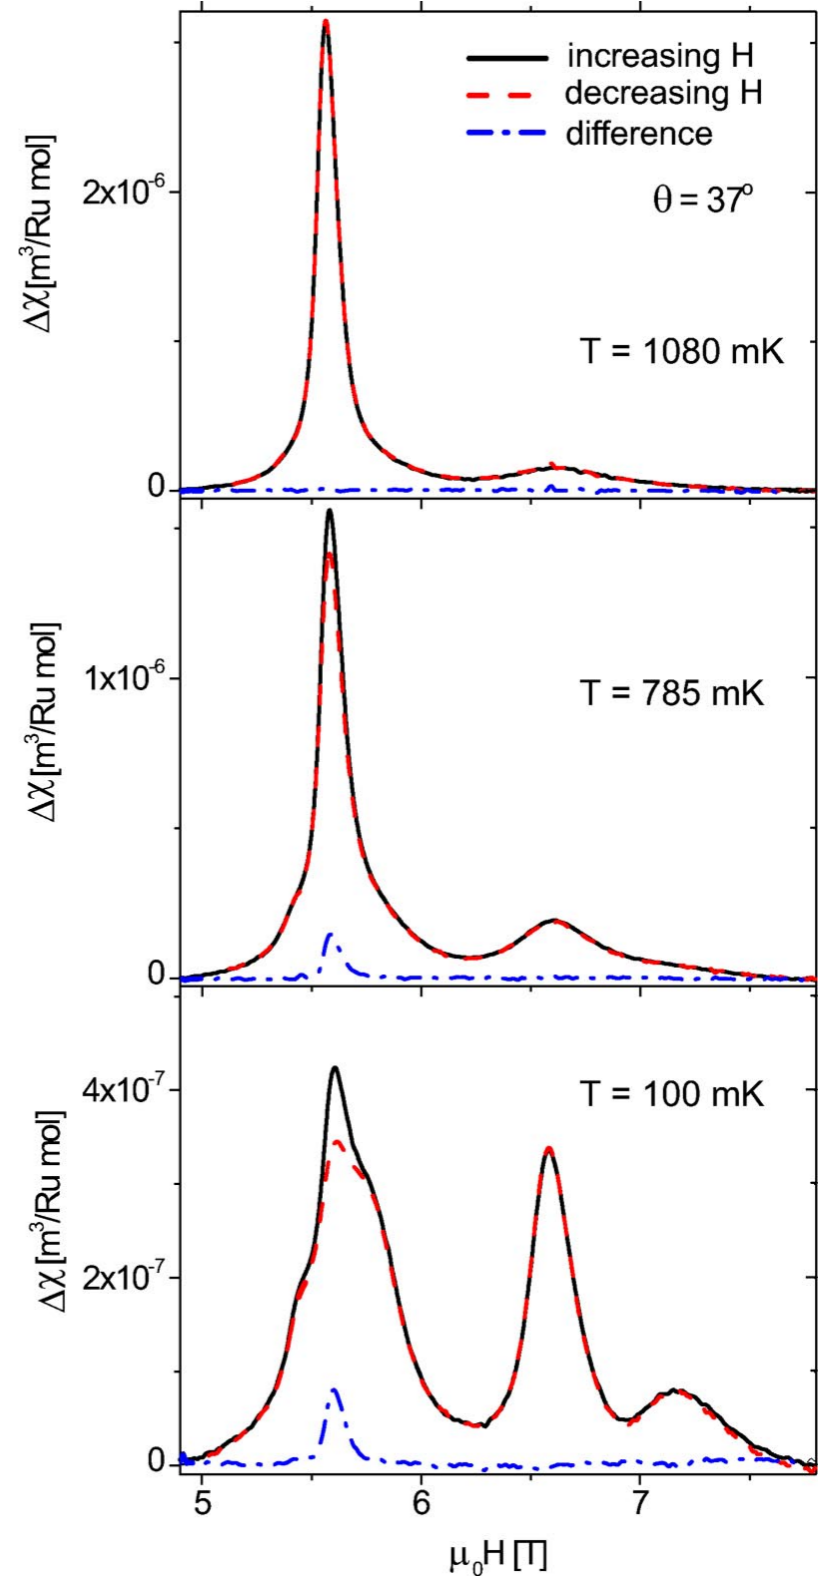 increasing H
decreasing H
difference
θ = 37°
T = 1080 mK
Δχ[m³/Ru mol]
2x10⁻⁶
0
T = 785 mK
Δχ[m³/Ru mol]
1x10⁻⁶
0
T = 100 mK
Δχ[m³/Ru mol]
4x10⁻⁷
2x10⁻⁷
0
5 6 7
μ₀H [T]